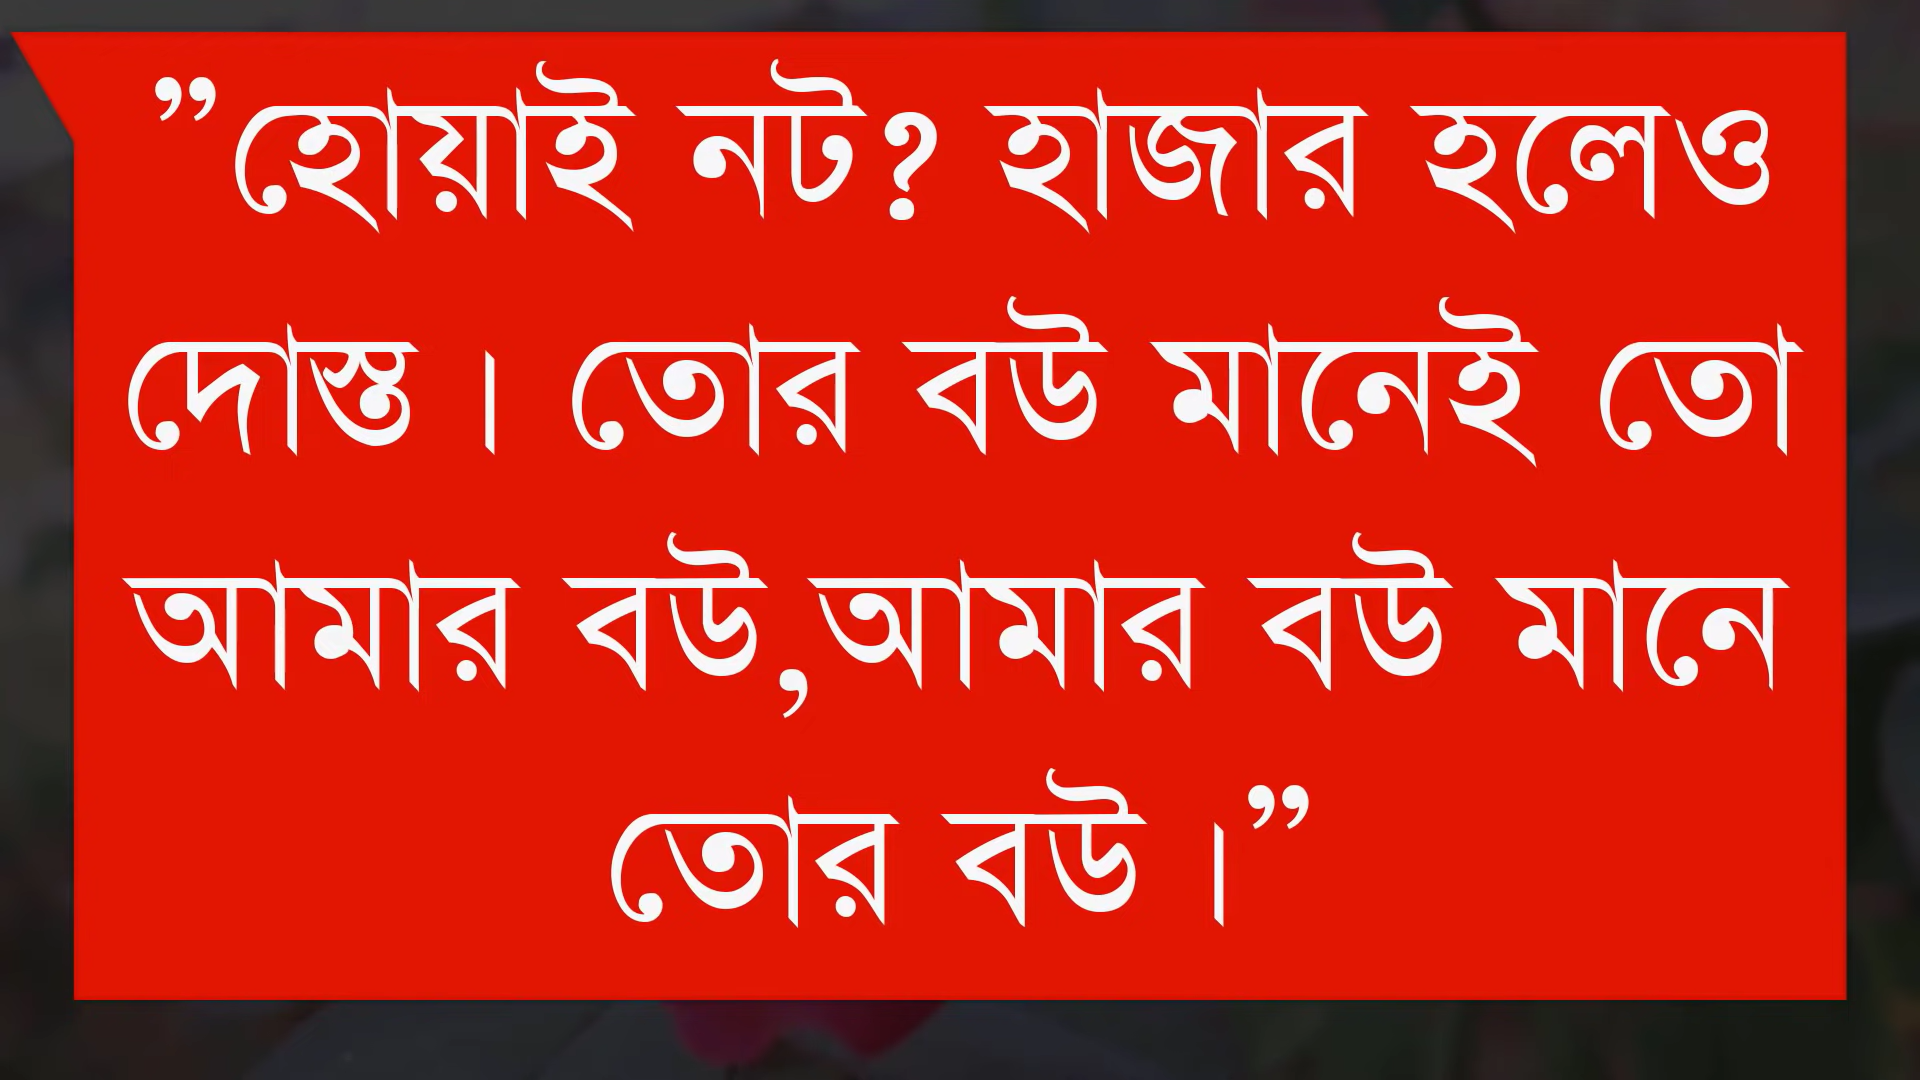 ”হোয়াই নট? হাজার হলেও
দোস্ত । তোর বউ মানেই তো
আমার বউ,আমার বউ মানে
তোর বউ ।”